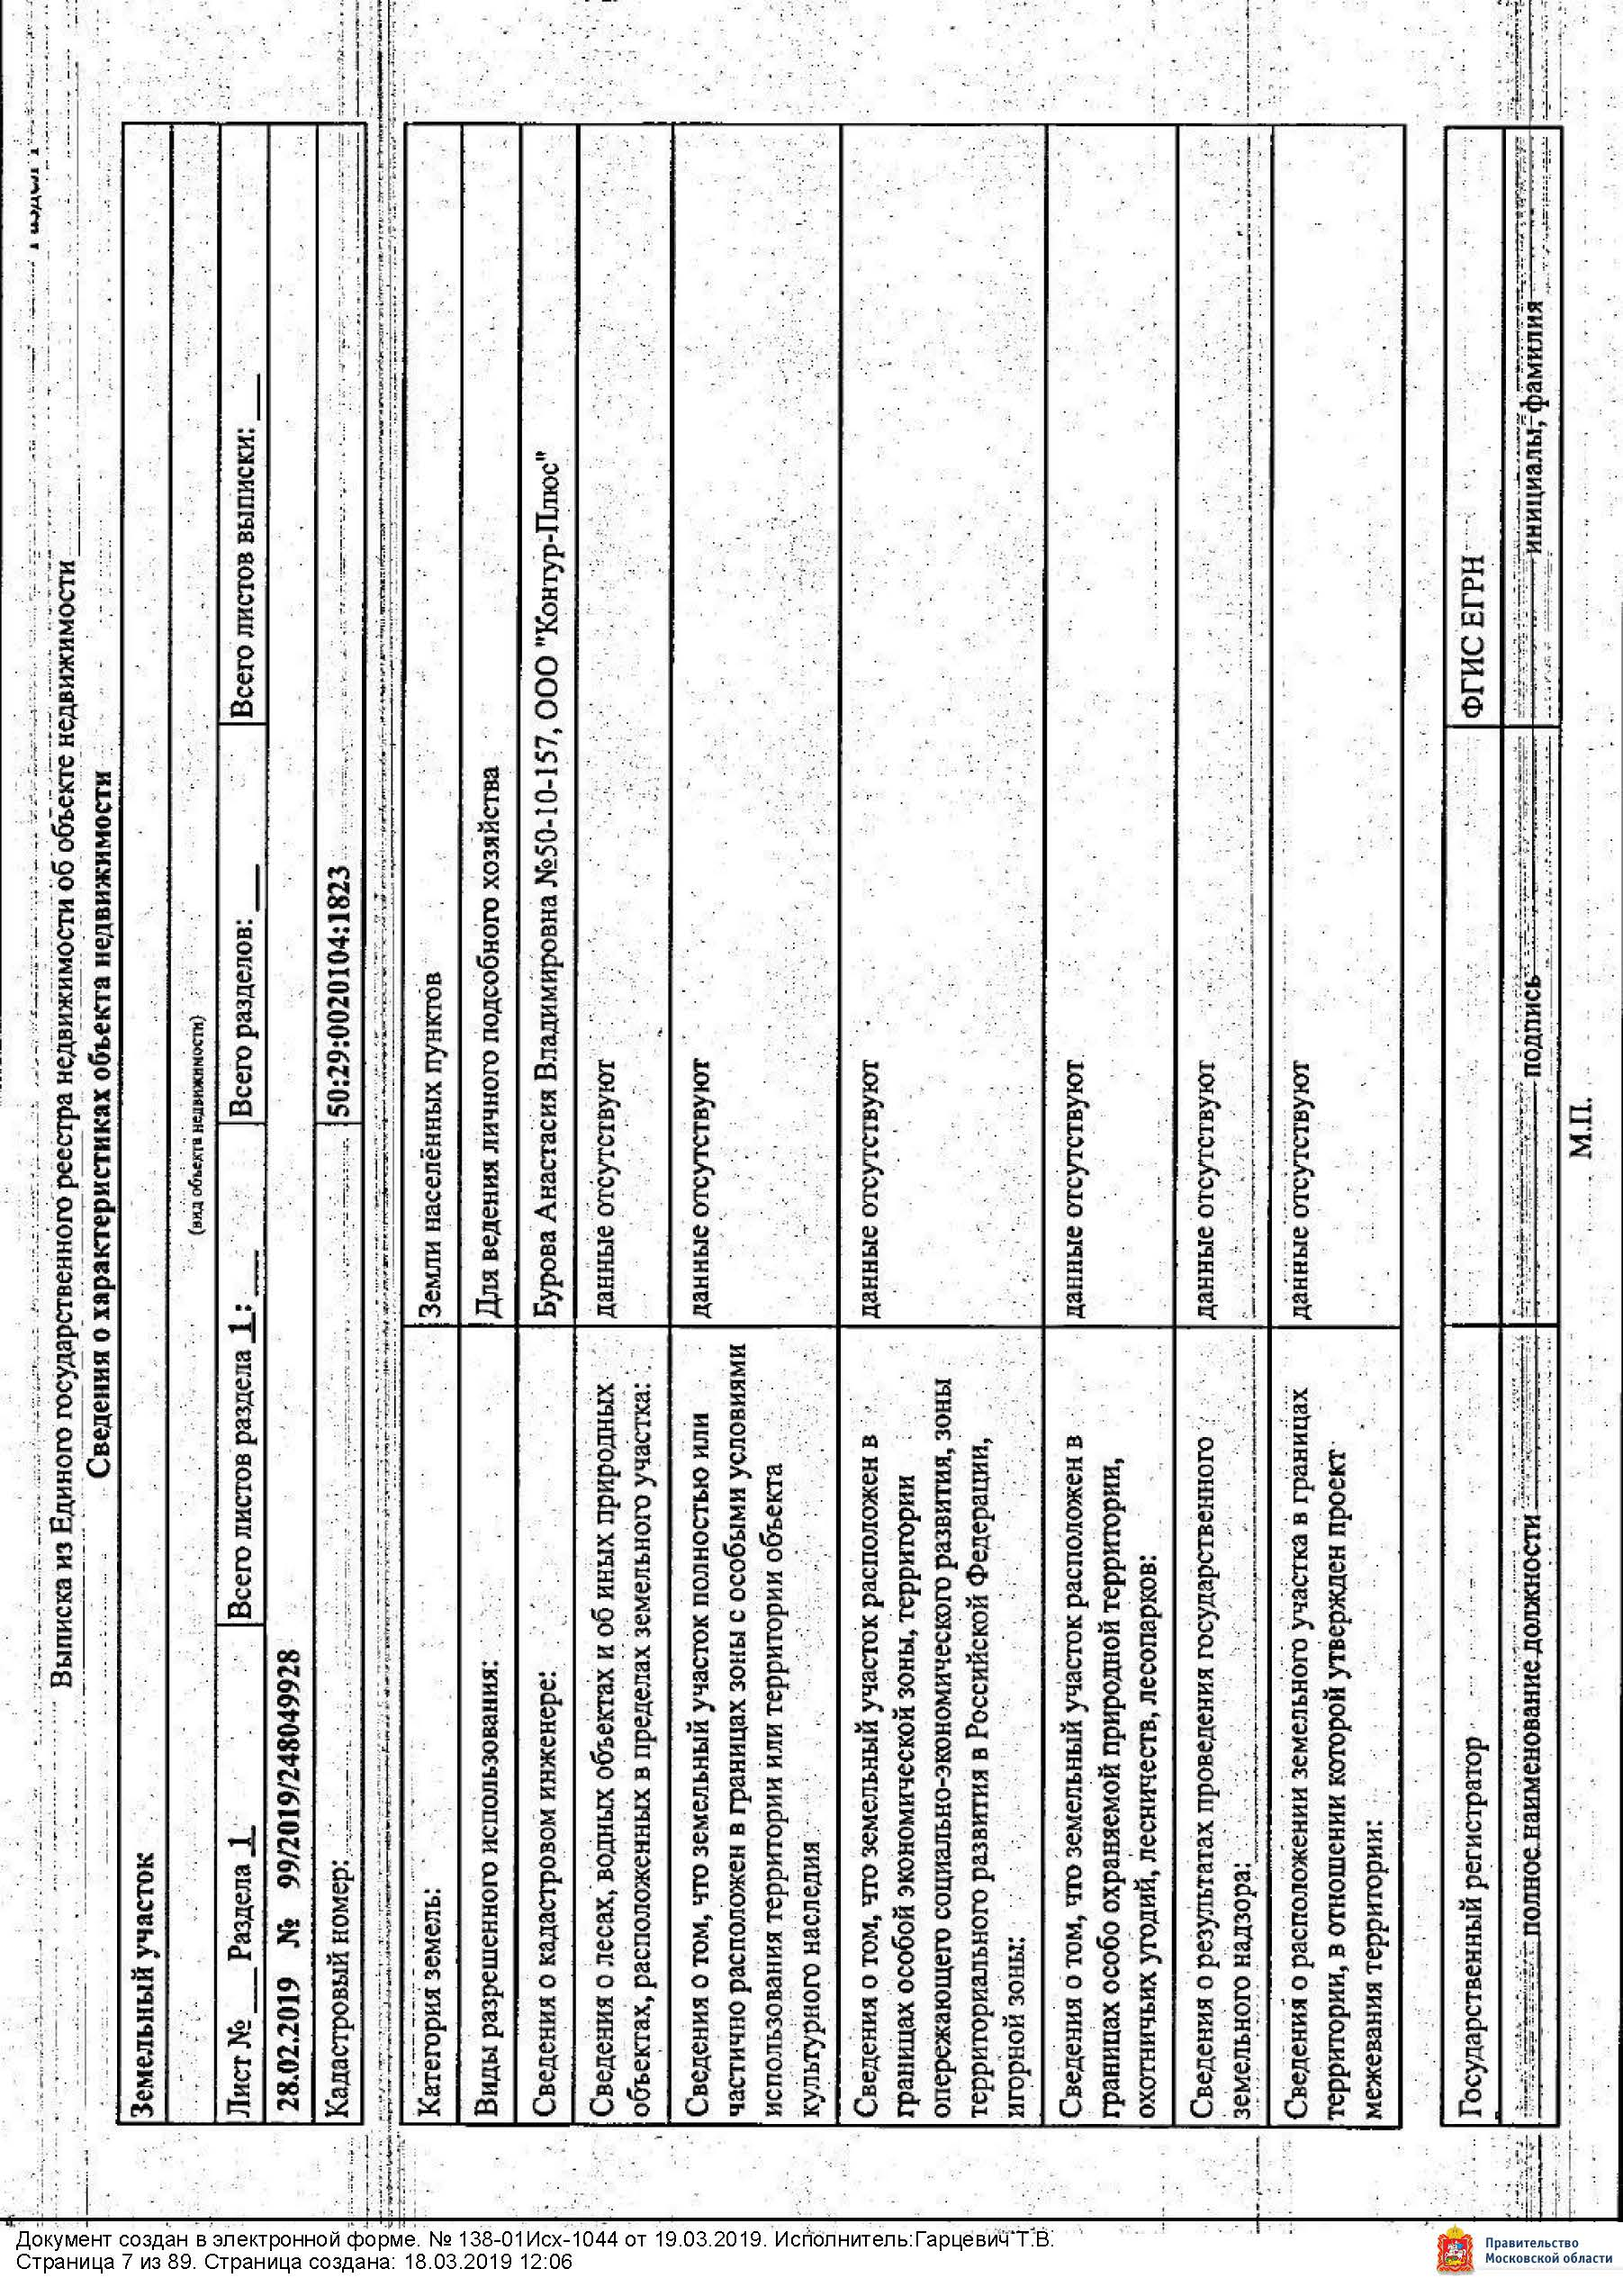 Раздел 1
Выписка из Единого государственного реестра недвижимости об объекте недвижимости
Сведения о характеристиках объекта недвижимости
Земельный участок
(вид объекта недвижимости)
Лист № ___ Раздела 1 Всего листов раздела 1: ___ Всего разделов: ___ Всего листов выписки: ___
28.02.2019 № 99/2019/248049928
Кадастровый номер: 50:29:0020104:1823
Категория земель: Земли населённых пунктов
Виды разрешенного использования: Для ведения личного подсобного хозяйства
Сведения о кадастровом инженере: Бурова Анастасия Владимировна №50-10-157, ООО "Контур-Плюс"
Сведения о лесах, водных объектах и об иных природных данные отсутствуют
объектах, расположенных в пределах земельного участка:
Сведения о том, что земельный участок полностью или данные отсутствуют
частично расположен в границах зоны с особыми условиями
использования территории или территории объекта
культурного наследия
Сведения о том, что земельный участок расположен в данные отсутствуют
границах особой экономической зоны, территории
опережающего социально-экономического развития, зоны
территориального развития в Российской Федерации,
игорной зоны:
Сведения о том, что земельный участок расположен в данные отсутствуют
границах особо охраняемой природной территории,
охотничьих угодий, лесничеств, лесопарков:
Сведения о результатах проведения государственного данные отсутствуют
земельного надзора:
Сведения о расположении земельного участка в границах данные отсутствуют
территории, в отношении которой утвержден проект
межевания территории:
Государственный регистратор ФГИС ЕГРН
полное наименование должности подпись инициалы, фамилия
М.П.
Документ создан в электронной форме. № 138-01Исх-1044 от 19.03.2019. Исполнитель:Гарцевич Т.В.
Страница 7 из 89. Страница создана: 18.03.2019 12:06
Правительство
Московской области